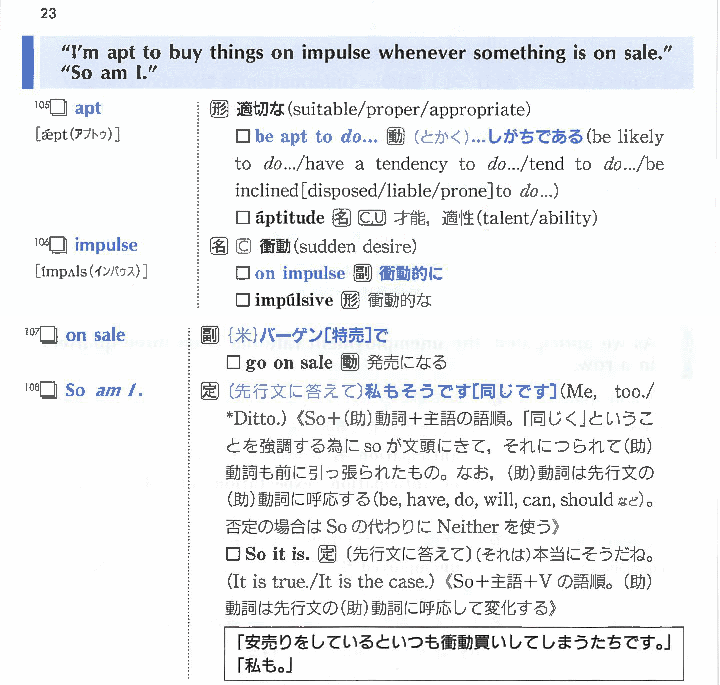 23
“I'm apt to buy things on impulse whenever something is on sale.”
“So am I.”
105□ apt
[ǽpt(アプトゥ)]
形 適切な(suitable/proper/appropriate)
□ be apt to do... 動 (とかく)...しがちである(be likely
to do.../have a tendency to do.../tend to do.../be
inclined[disposed/liable/prone]to do...)
□ áptitude 名 C,U 才能，適性(talent/ability)
106□ impulse
[ímpʌls(インパゥス)]
名 C 衝動(sudden desire)
□ on impulse 副 衝動的に
□ impúlsive 形 衝動的な
107□ on sale
副 {米}バーゲン[特売]で
□ go on sale 動 発売になる
108□ So am I.
定 (先行文に答えて)私もそうです[同じです](Me, too./
*Ditto.)《So＋(助)動詞＋主語の語順。「同じく」というこ
とを強調する為に so が文頭にきて，それにつられて(助)
動詞も前に引っ張られたもの。なお，(助)動詞は先行文の
(助)動詞に呼応する(be, have, do, will, can, should など)。
否定の場合は So の代わりに Neither を使う》
□ So it is. 定 (先行文に答えて)(それは)本当にそうだね。
(It is true./It is the case.)《So＋主語＋V の語順。(助)
動詞は先行文の(助)動詞に呼応して変化する》
「安売りをしているといつも衝動買いしてしまうたちです。」
「私も。」